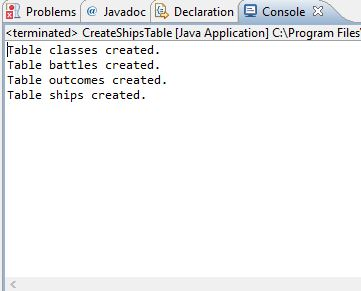 Problems @ Javadoc Declaration Console
<terminated> CreateShipsTable [Java Application] C:\Program Files\
Table classes created.
Table battles created.
Table outcomes created.
Table ships created.